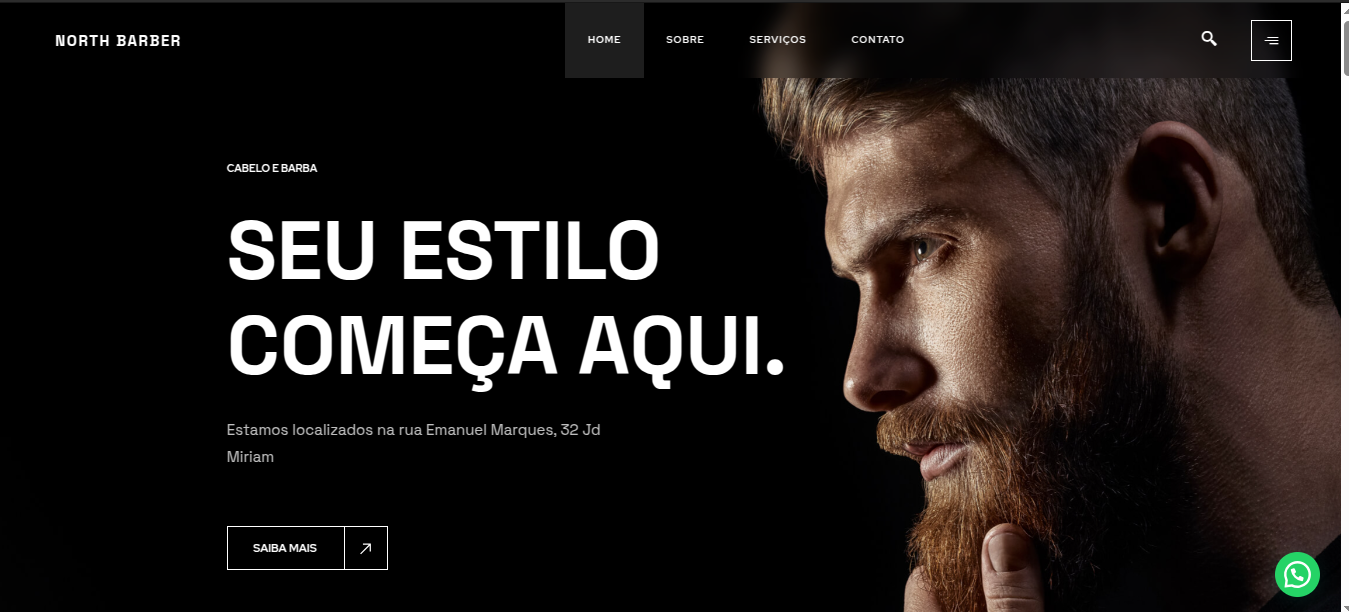 NORTH BARBER
HOME
SOBRE
SERVIÇOS
CONTATO
CABELO E BARBA
SEU ESTILO
COMEÇA AQUI.
Estamos localizados na rua Emanuel Marques, 32 Jd
Miriam
SAIBA MAIS